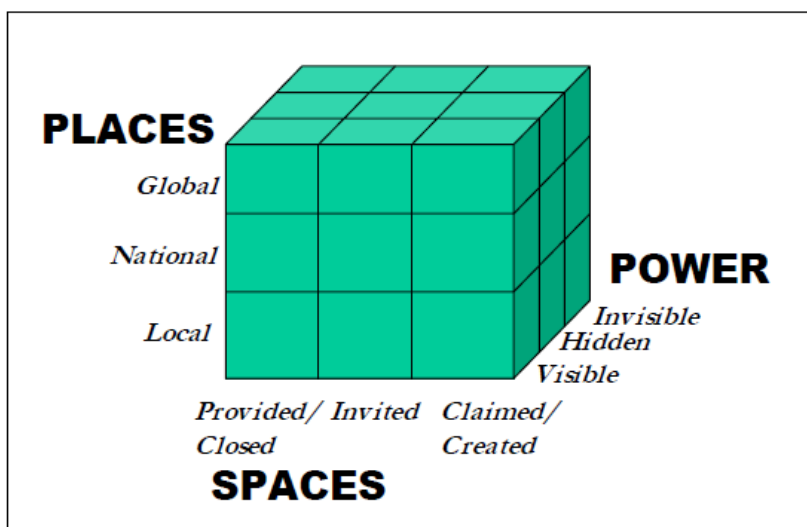 PLACES
Global
National
Local
POWER
Invisible
Hidden
Visible
Provided/ Invited Claimed/
Closed Created
SPACES